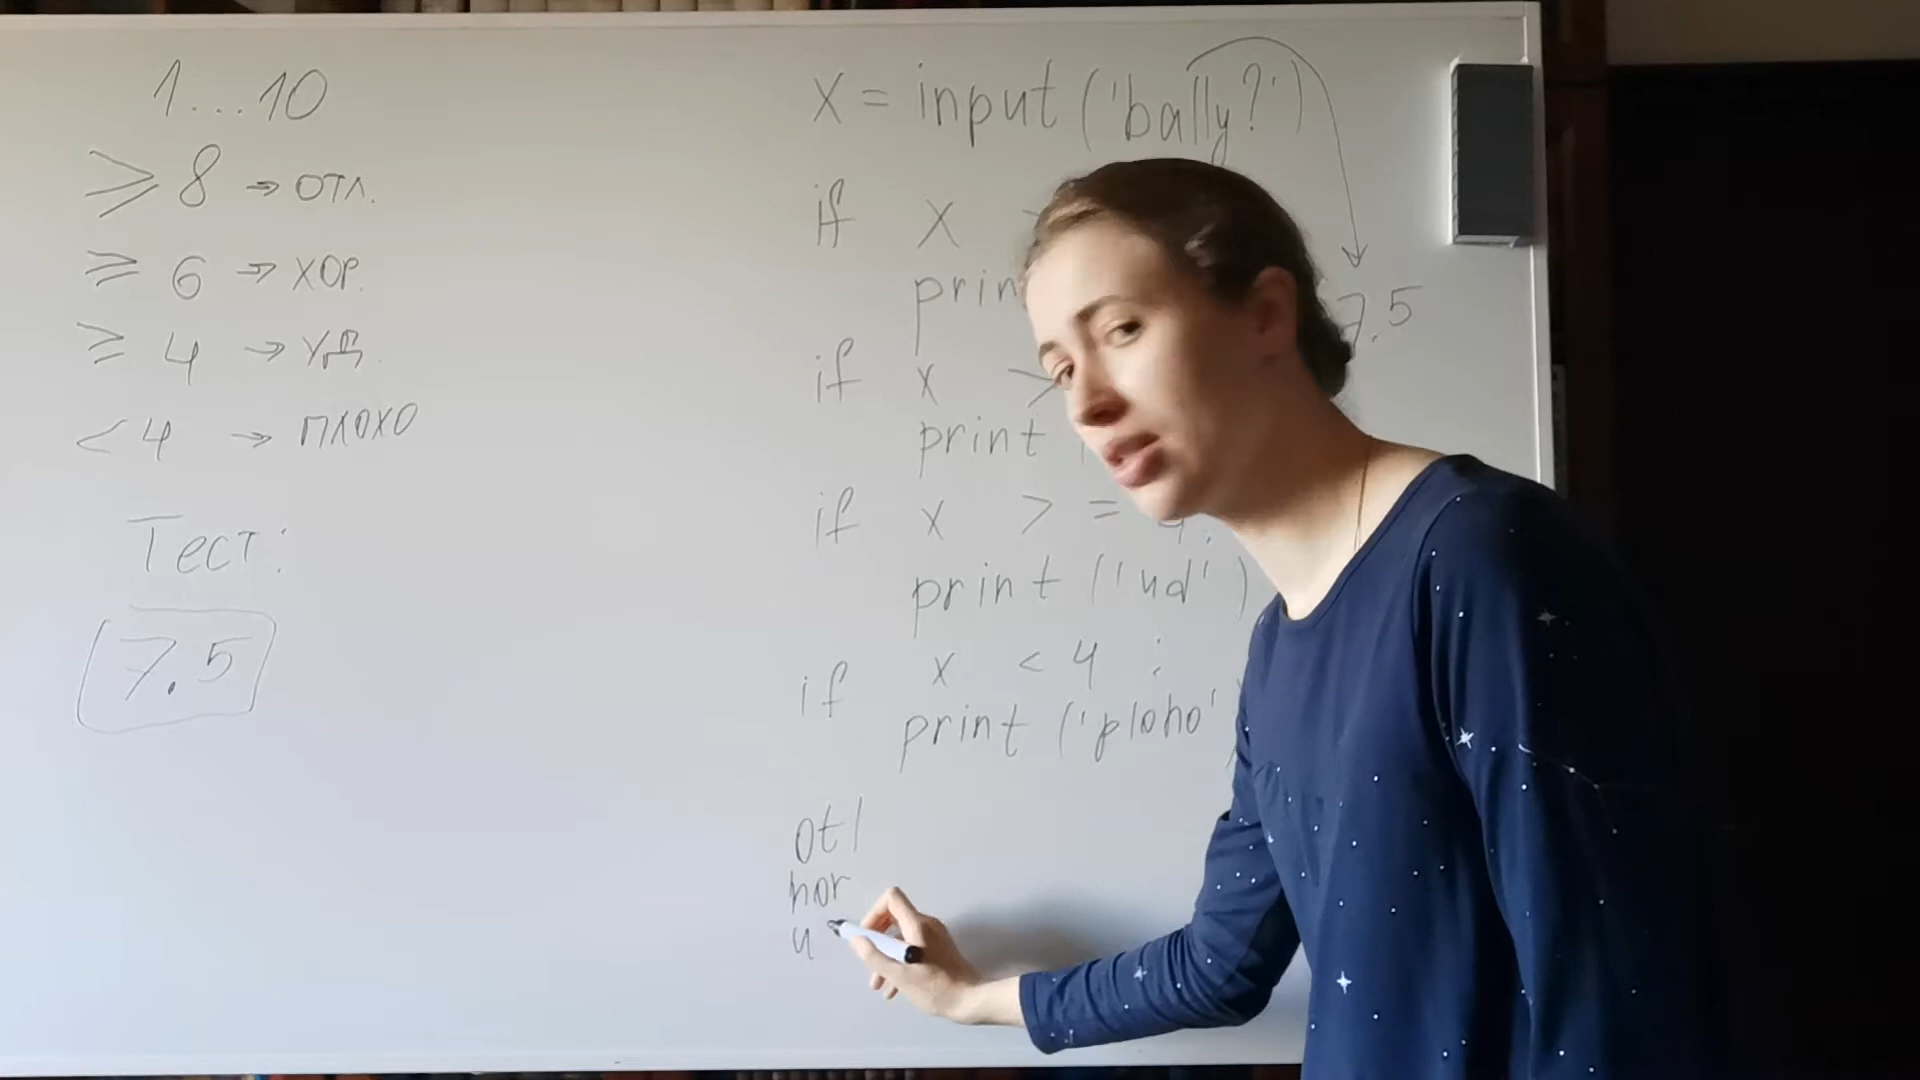 1...10
≥ 8 → ОТЛ.
≥ 6 → ХОР.
≥ 4 → УД.
< 4 → ПЛОХО
Тест:
7.5
x = input ('bally?')
if x >
prin
7.5
if x >
print (
if x > = 4:
print ('ud')
if x < 4 :
print ('ploho')
otl
hor
u